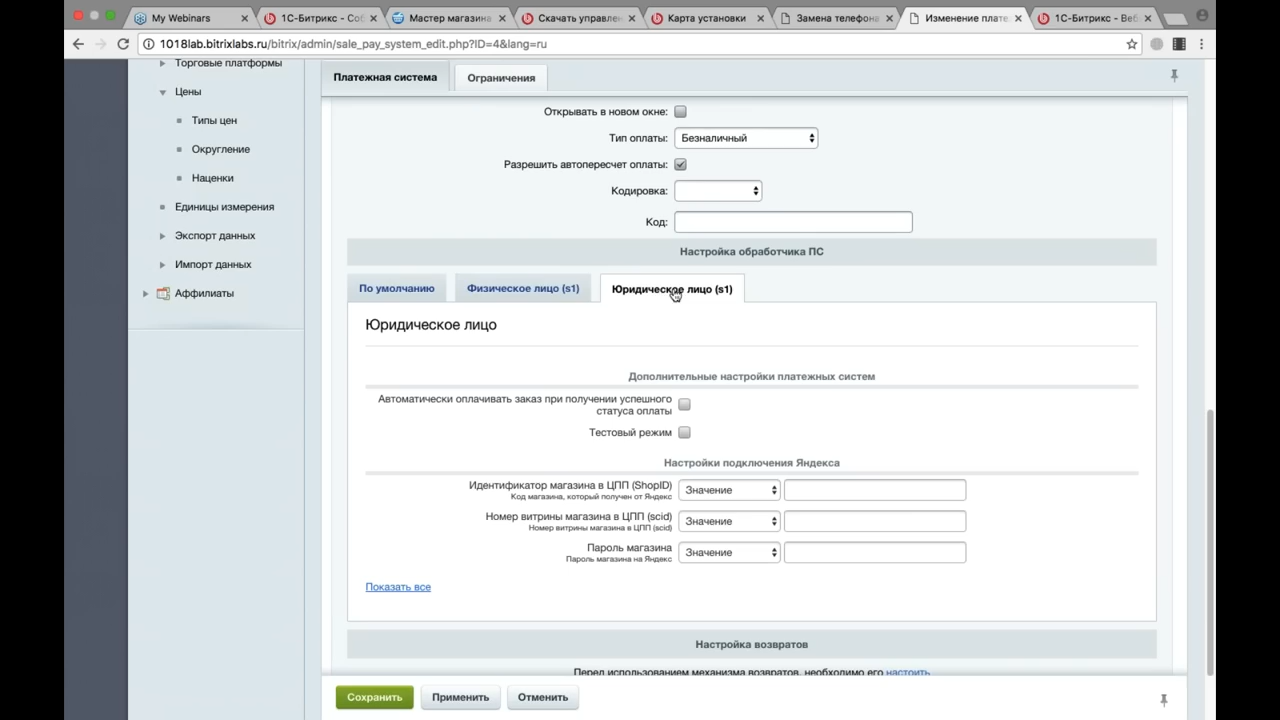 My Webinars
1С-Битрикс - Соб
Мастер магазина
Скачать управлен
Карта установки
Замена телефона
Изменение плате
1С-Битрикс - Веб
1018lab.bitrixlabs.ru/bitrix/admin/sale_pay_system_edit.php?ID=4&lang=ru
Торговые платформы
Цены
Типы цен
Округление
Наценки
Единицы измерения
Экспорт данных
Импорт данных
Аффилиаты
Платежная система
Ограничения
Открывать в новом окне:
Тип оплаты: Безналичный
Разрешить автопересчет оплаты:
Кодировка:
Код:
Настройка обработчика ПС
По умолчанию
Физическое лицо (s1)
Юридическое лицо (s1)
Юридическое лицо
Дополнительные настройки платежных систем
Автоматически оплачивать заказ при получении успешного
статуса оплаты
Тестовый режим
Настройки подключения Яндекса
Идентификатор магазина в ЦПП (ShopID) Значение
Код магазина, который получен от Яндекс
Номер витрины магазина в ЦПП (scid) Значение
Номер витрины магазина в ЦПП (scid)
Пароль магазина Значение
Пароль магазина на Яндекс
Показать все
Настройка возвратов
Перед использованием механизма возвратов, необходимо его настроить
Сохранить
Применить
Отменить